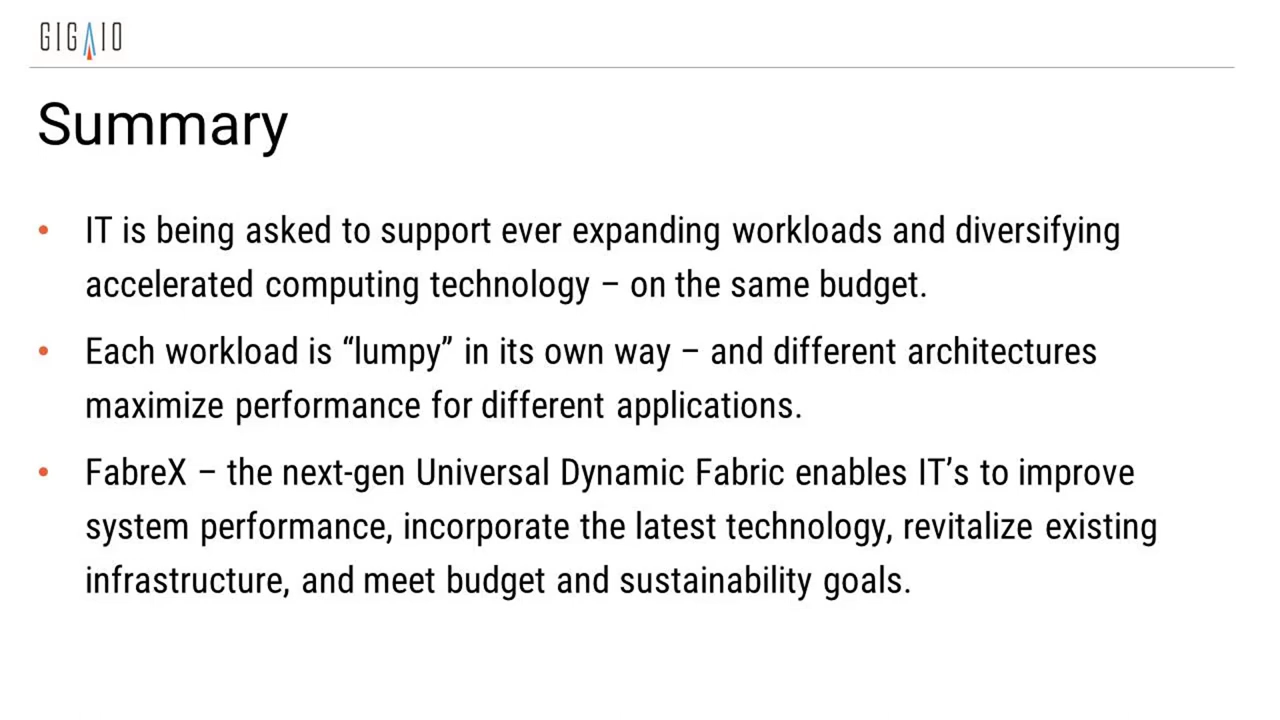 GIGAIO
Summary
• IT is being asked to support ever expanding workloads and diversifying
accelerated computing technology – on the same budget.
• Each workload is “lumpy” in its own way – and different architectures
maximize performance for different applications.
• FabreX – the next-gen Universal Dynamic Fabric enables IT’s to improve
system performance, incorporate the latest technology, revitalize existing
infrastructure, and meet budget and sustainability goals.